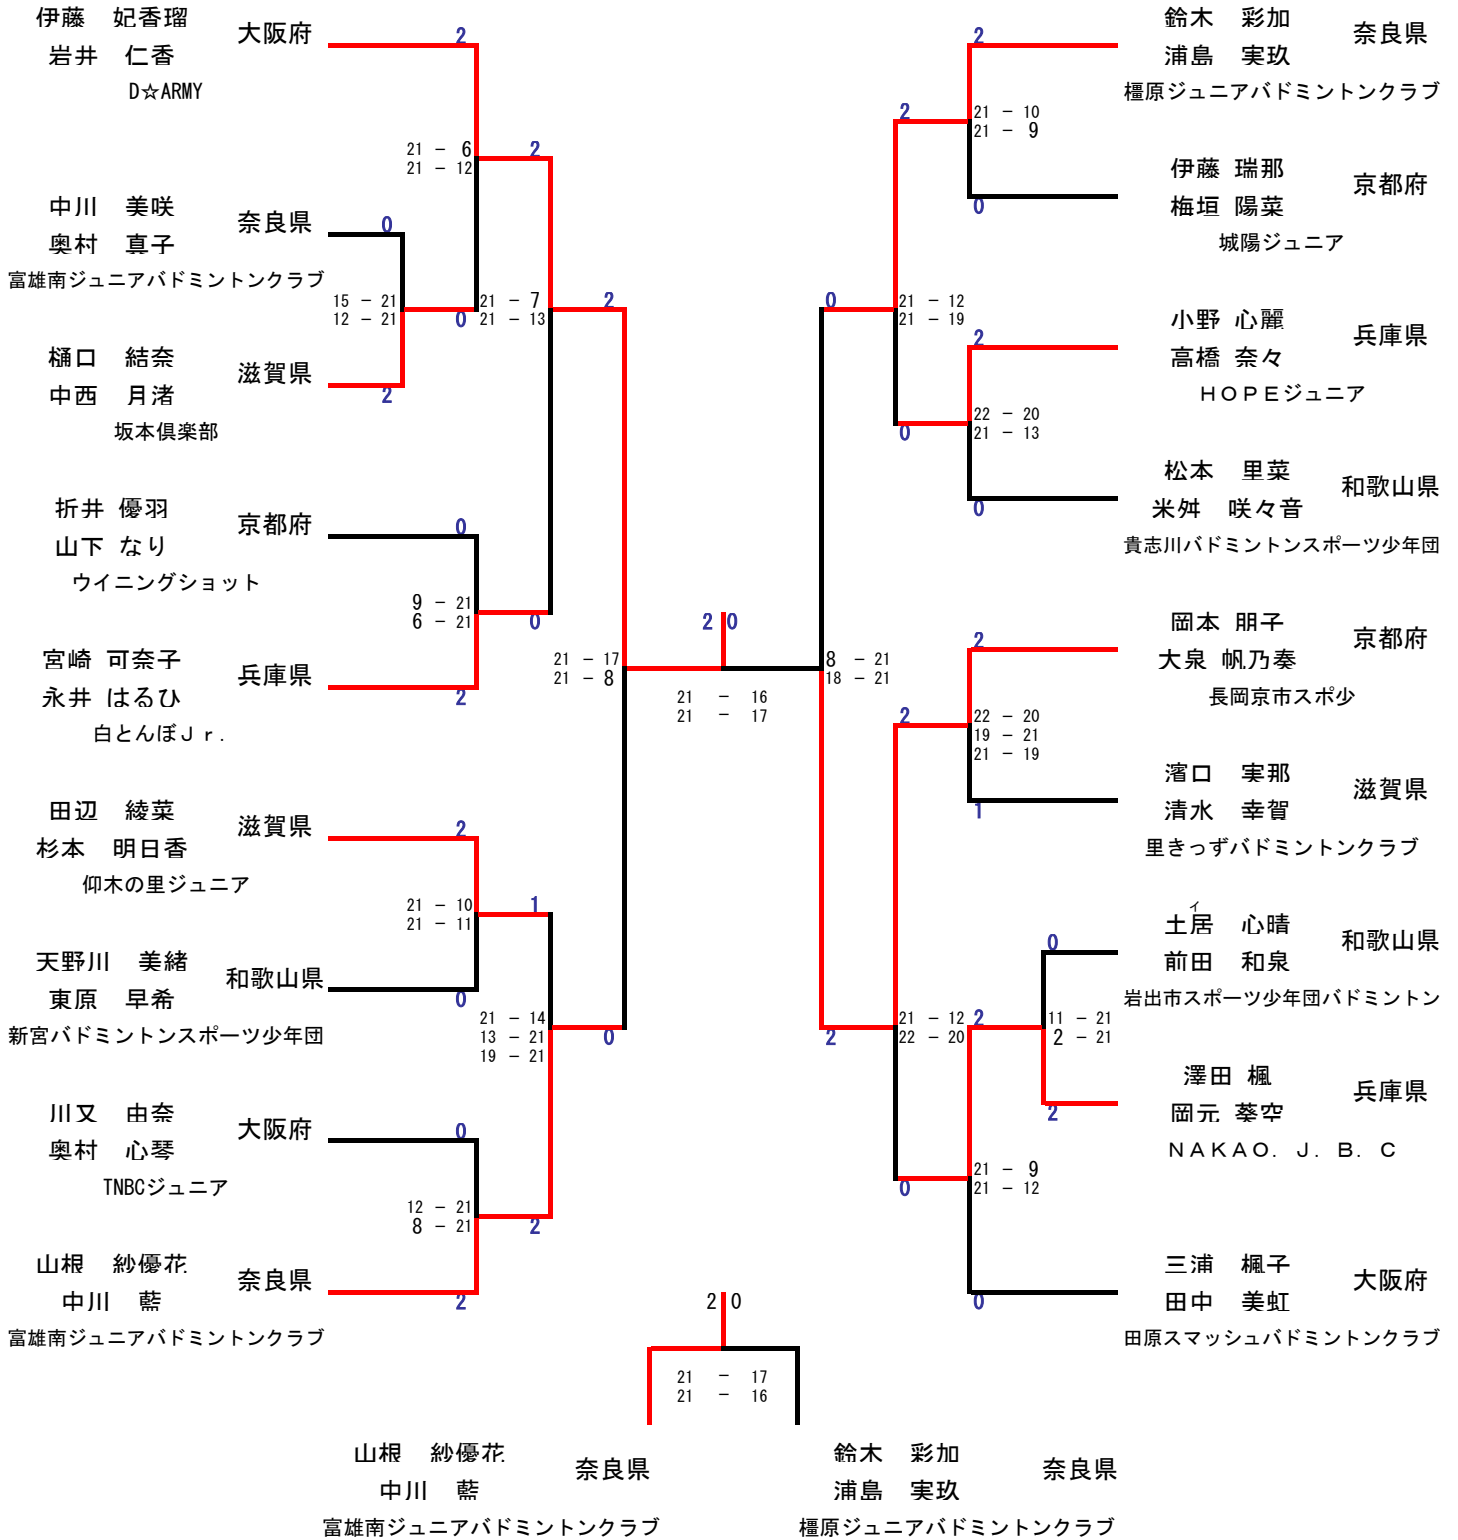 伊藤　妃香瑠
岩井　仁香
大阪府
D☆ARMY
2
21 － 6
21 － 12
2
中川　美咲
奥村　真子
奈良県
富雄南ジュニアバドミントンクラブ
0
15 － 21
12 － 21
0
21 － 7
21 － 13
2
樋口　結奈
中西　月渚
滋賀県
坂本倶楽部
2
折井 優羽
山下 なり
京都府
ウイニングショット
0
9 － 21
6 － 21
0
宮崎 可奈子
永井 はるひ
兵庫県
白とんぼＪｒ.
2
21 － 17
21 － 8
田辺　綾菜
杉本　明日香
滋賀県
仰木の里ジュニア
2
21 － 10
21 － 11
1
天野川　美緒
東原　早希
和歌山県
新宮バドミントンスポーツ少年団
0
21 － 14
13 － 21
19 － 21
0
川又　由奈
奥村　心琴
大阪府
TNBCジュニア
0
12 － 21
8 － 21
2
山根　紗優花
中川　藍
奈良県
富雄南ジュニアバドミントンクラブ
2
2 0
21 － 16
21 － 17
鈴木　彩加
浦島　実玖
奈良県
橿原ジュニアバドミントンクラブ
2
2
21 － 10
21 － 9
伊藤 瑞那
梅垣 陽菜
京都府
城陽ジュニア
0
0
21 － 12
21 － 19
小野 心麗
高橋 奈々
兵庫県
ＨＯＰＥジュニア
2
22 － 20
21 － 13
0
松本　里菜
米舛　咲々音
和歌山県
貴志川バドミントンスポーツ少年団
0
8 － 21
18 － 21
岡本 朋子
大泉 帆乃奏
京都府
長岡京市スポ少
2
2
22 － 20
19 － 21
21 － 19
濱口　実那
清水　幸賀
滋賀県
里きっずバドミントンクラブ
1
イ
土居　心晴
前田　和泉
和歌山県
岩出市スポーツ少年団バドミントン
0
2
21 － 12
22 － 20
2
11 － 21
2 － 21
澤田 楓
岡元 葵空
兵庫県
ＮＡＫＡＯ．Ｊ．Ｂ．Ｃ
2
0
21 － 9
21 － 12
三浦　楓子
田中　美虹
大阪府
田原スマッシュバドミントンクラブ
0
2 0
21 － 17
21 － 16
山根　紗優花
中川　藍
奈良県
富雄南ジュニアバドミントンクラブ
鈴木　彩加
浦島　実玖
奈良県
橿原ジュニアバドミントンクラブ